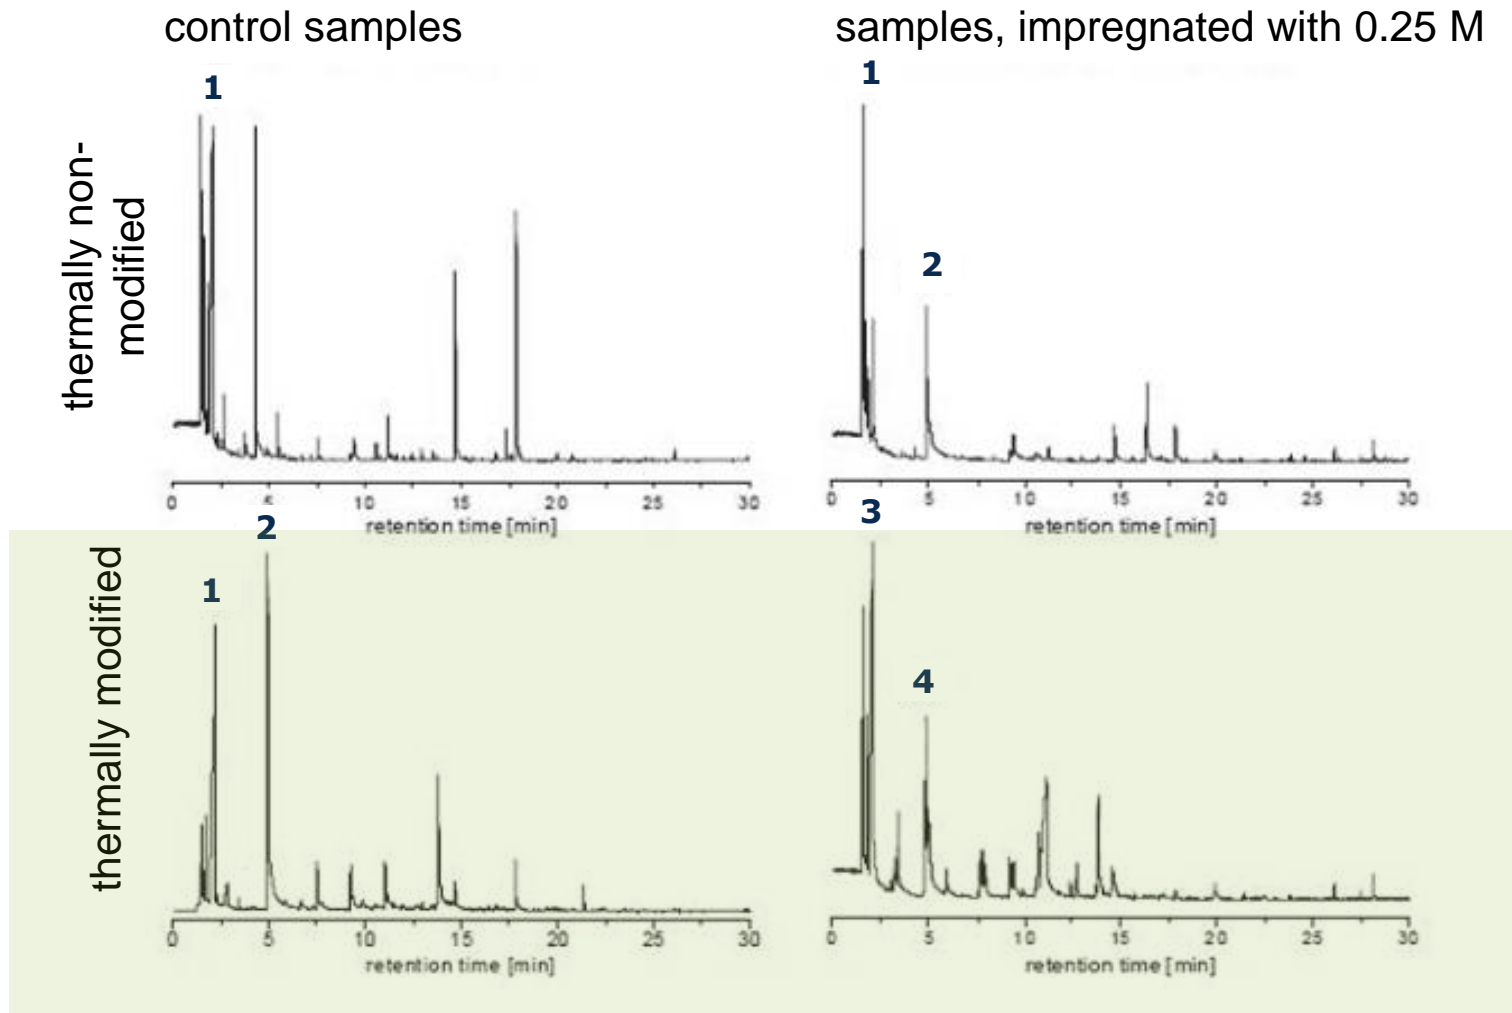 control samples
samples, impregnated with 0.25 M
thermally non-
modified
1
0 5 10 15 20 25 30
retention time [min]
1
2
0 5 10 15 20 25 30
retention time [min]
thermally modified
1
2
0 5 10 15 20 25 30
retention time [min]
3
4
0 5 10 15 20 25 30
retention time [min]